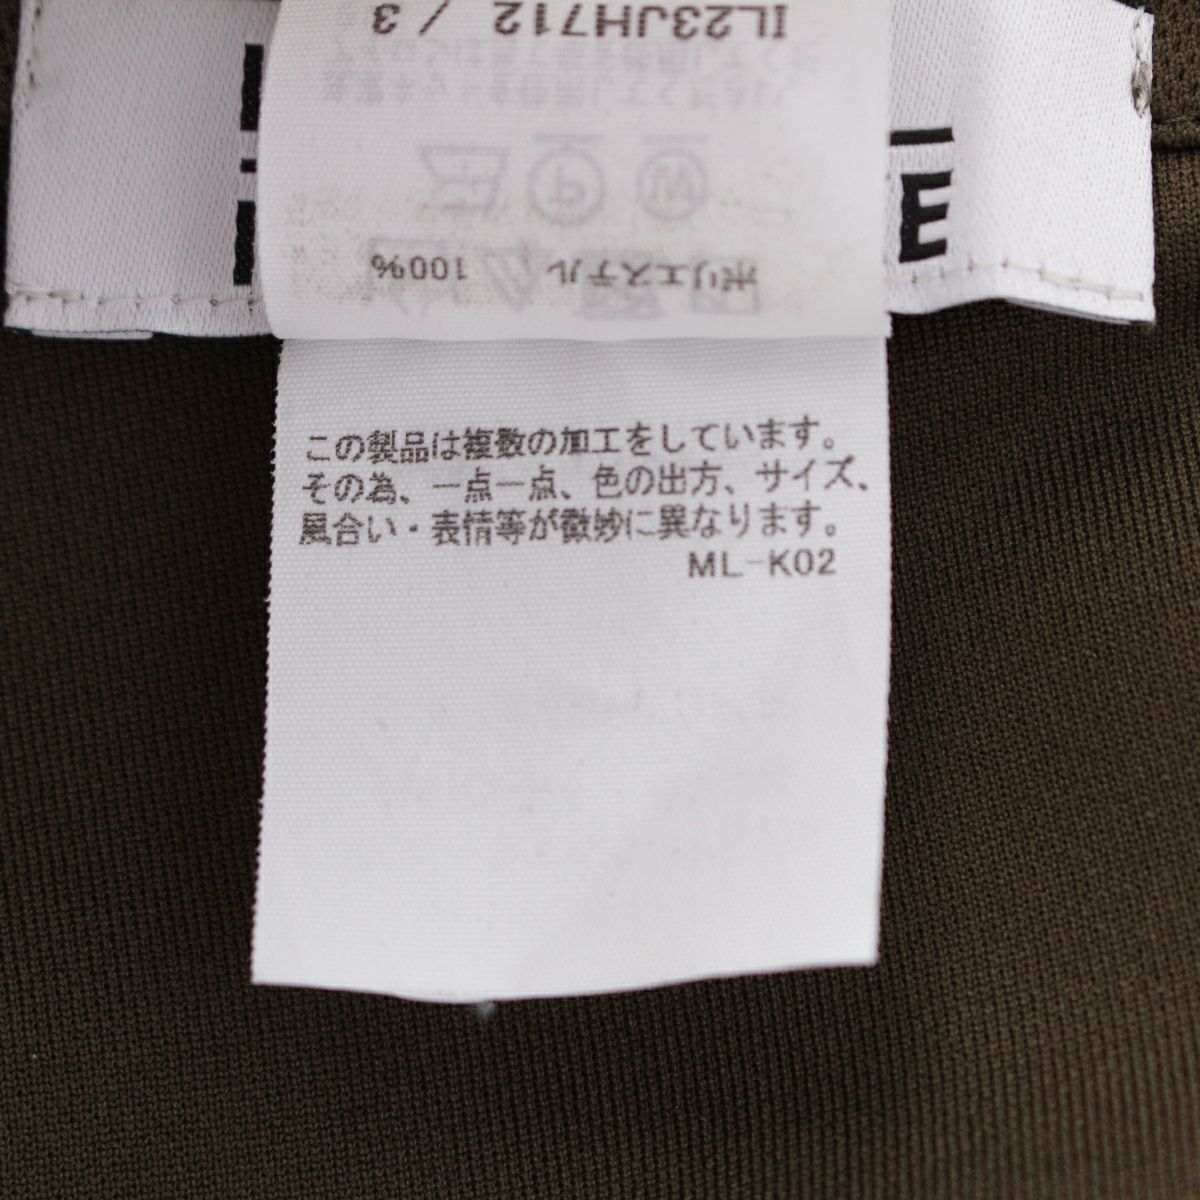 IL23JH712 / 3
ポリエステル 100%
E
この製品は複数の加工をしています。
その為、一点一点、色の出方、サイズ、
風合い・表情等が微妙に異なります。
ML-K02